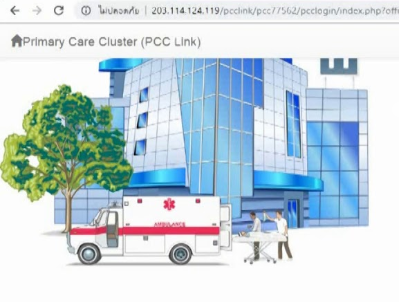 ไม่ปลอดภัย | 203.114.124.119/pcclink/pcc77562/pcclogin/index.php?offi
Primary Care Cluster (PCC Link)
AMBULANCE